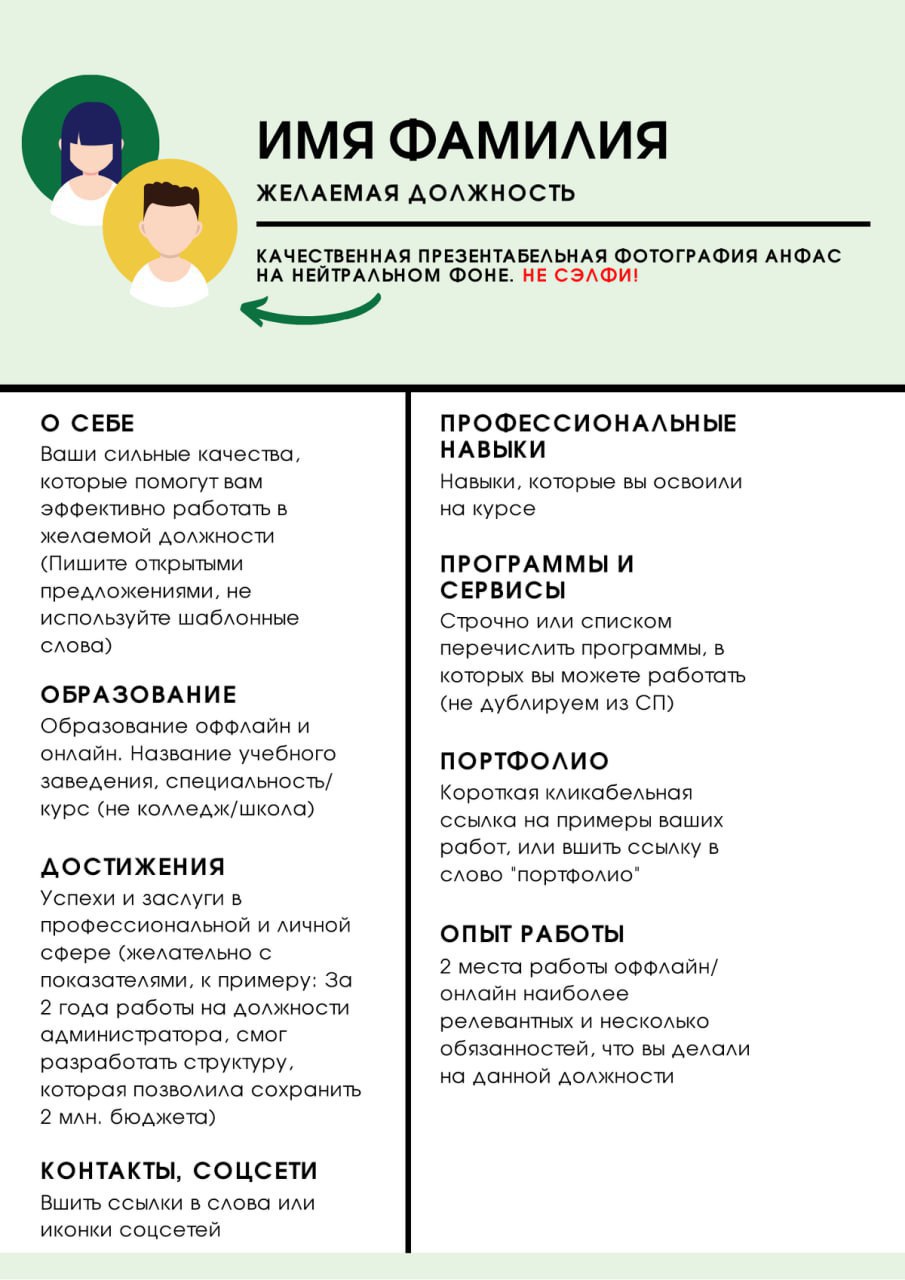 ИМЯ ФАМИЛИЯ
ЖЕЛАЕМАЯ ДОЛЖНОСТЬ
КАЧЕСТВЕННАЯ ПРЕЗЕНТАБЕЛЬНАЯ ФОТОГРАФИЯ АНФАС
НА НЕЙТРАЛЬНОМ ФОНЕ. НЕ СЭЛФИ!
О СЕБЕ
Ваши сильные качества,
которые помогут вам
эффективно работать в
желаемой должности
(Пишите открытыми
предложениями, не
используйте шаблонные
слова)
ОБРАЗОВАНИЕ
Образование оффлайн и
онлайн. Название учебного
заведения, специальность/
курс (не колледж/школа)
ДОСТИЖЕНИЯ
Успехи и заслуги в
профессиональной и личной
сфере (желательно с
показателями, к примеру: За
2 года работы на должности
администратора, смог
разработать структуру,
которая позволила сохранить
2 млн. бюджета)
КОНТАКТЫ, СОЦСЕТИ
Вшить ссылки в слова или
иконки соцсетей
ПРОФЕССИОНАЛЬНЫЕ
НАВЫКИ
Навыки, которые вы освоили
на курсе
ПРОГРАММЫ И
СЕРВИСЫ
Строчно или списком
перечислить программы, в
которых вы можете работать
(не дублируем из СП)
ПОРТФОЛИО
Короткая кликабельная
ссылка на примеры ваших
работ, или вшить ссылку в
слово "портфолио"
ОПЫТ РАБОТЫ
2 места работы оффлайн/
онлайн наиболее
релевантных и несколько
обязанностей, что вы делали
на данной должности